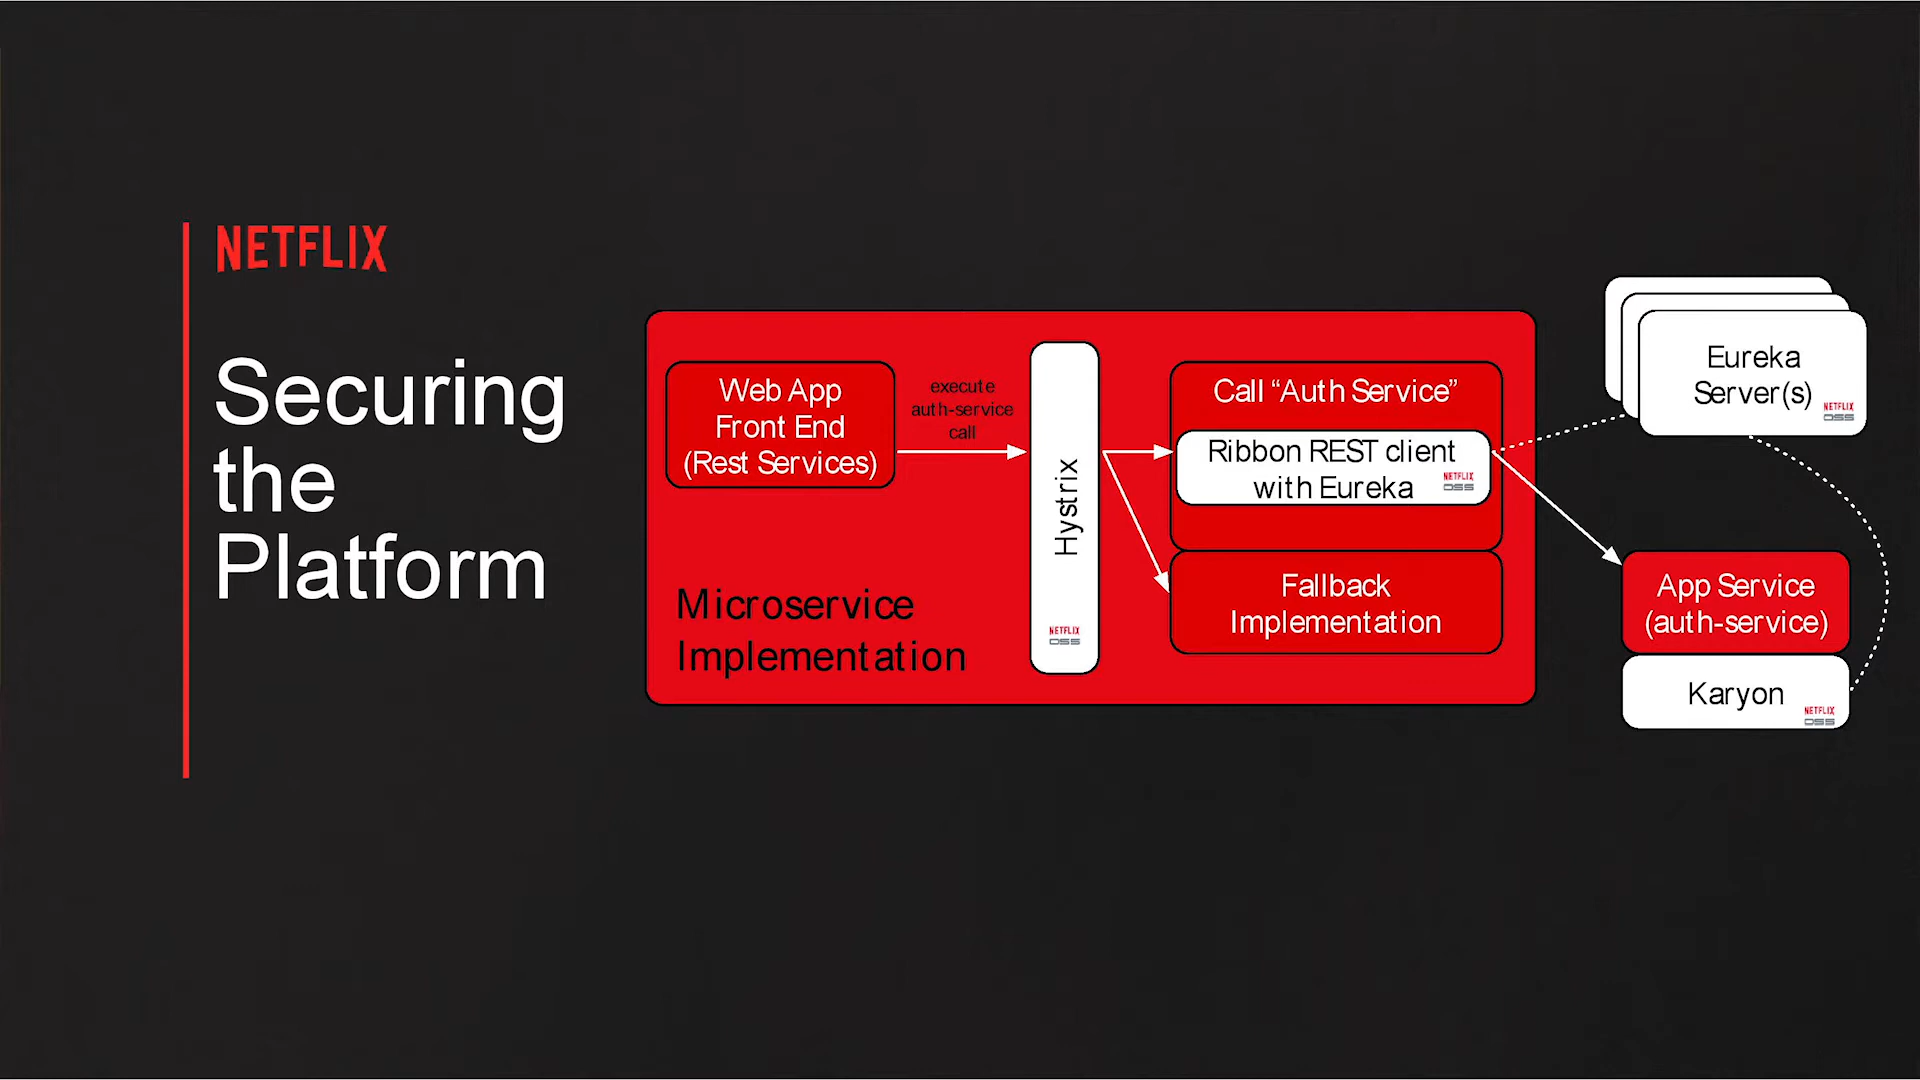 NETFLIX
Securing
the
Platform
Web App
Front End
(Rest Services)
execute
auth-service
call
Microservice
Implementation
Hystrix
NETFLIX
OSS
Call “Auth Service”
Ribbon REST client
with Eureka
NETFLIX
OSS
Fallback
Implementation
Eureka
Server(s)
NETFLIX
OSS
App Service
(auth-service)
Karyon
NETFLIX
OSS